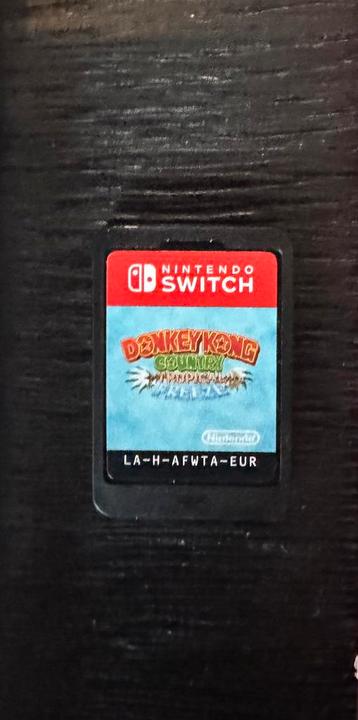 NINTENDO
SWITCH
DONKEY KONG
COUNTRY
TROPICAL
FREEZE
Nintendo
LA-H-AFWTA-EUR